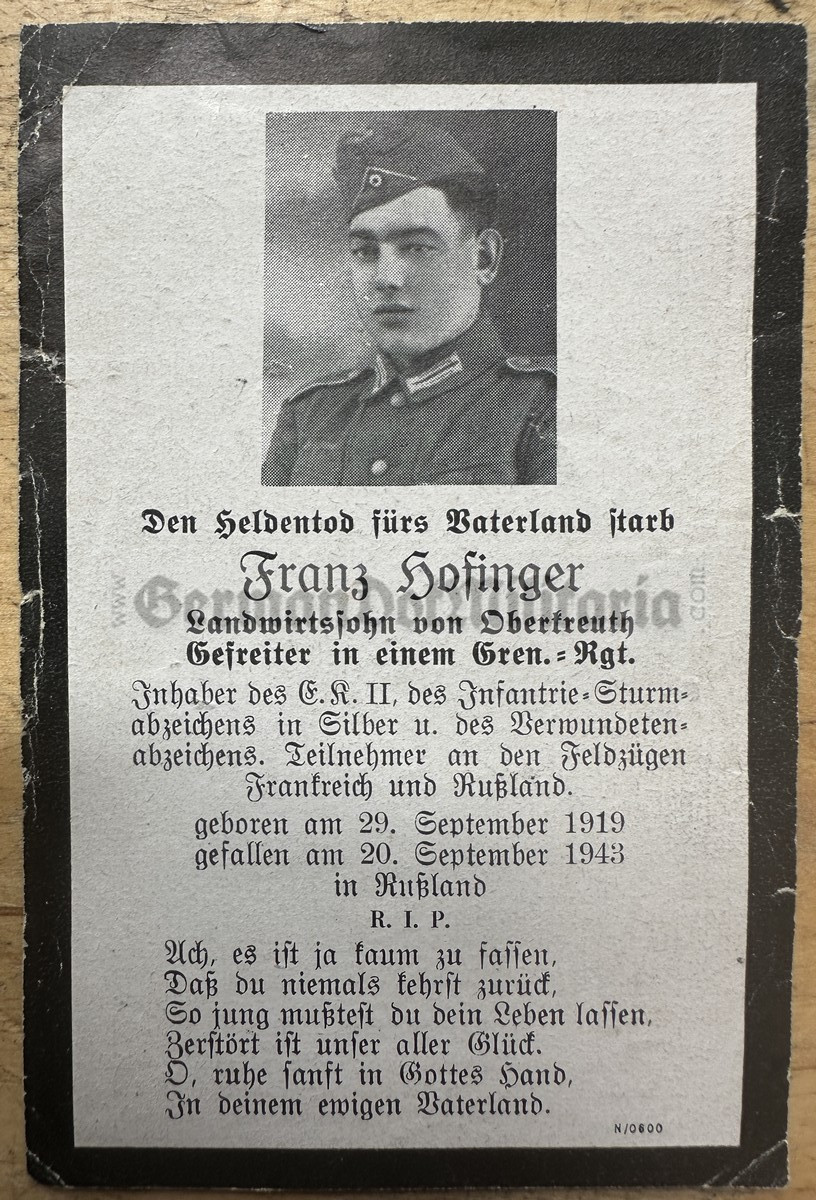 Den Heldentod fürs Vaterland starb
Franz Hofinger
www.GermanDocMilitaria.com
Landwirtssohn von Oberkreuth
Gefreiter in einem Gren.-Rgt.
Inhaber des E.K. II, des Infantrie-Sturm-
abzeichens in Silber u. des Verwundeten-
abzeichens. Teilnehmer an den Feldzügen
Frankreich und Rußland.
geboren am 29. September 1919
gefallen am 20. September 1943
in Rußland
R. I. P.
Ach, es ist ja kaum zu fassen,
Daß du niemals kehrst zurück,
So jung mußtest du dein Leben lassen,
Zerstört ist unser aller Glück.
O, ruhe sanft in Gottes Hand,
In deinem ewigen Vaterland.
N/0600